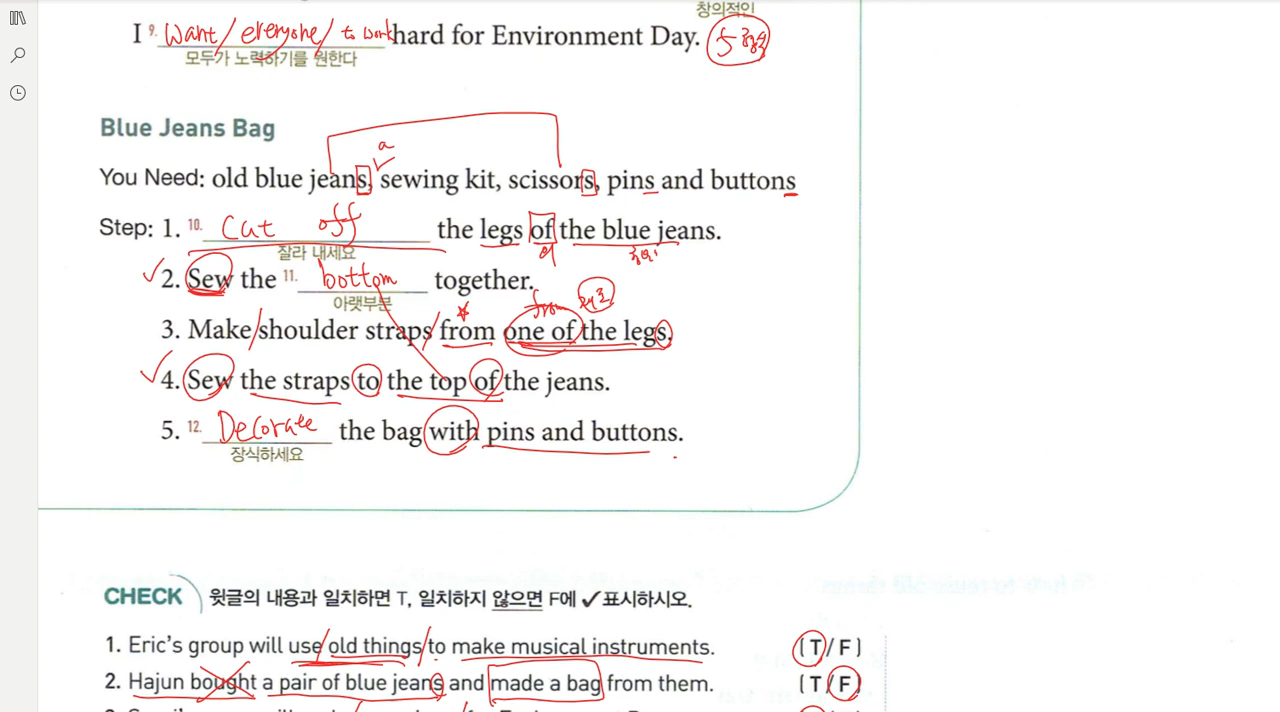 창의적인
I 9. want / everyone / to work hard for Environment Day. 5형식
모두가 노력하기를 원한다
Blue Jeans Bag
a
You Need: old blue jeans, sewing kit, scissors, pins and buttons
Step: 1. 10. Cut off the legs of the blue jeans.
잘라 내세요
2. Sew the 11. bottom together.
아랫부분
from
3. Make/shoulder straps/from one of the legs.
4. Sew the straps to the top of the jeans.
5. 12. Decorate the bag with pins and buttons.
장식하세요
CHECK 윗글의 내용과 일치하면 T, 일치하지 않으면 F에 ✓표시하시오.
1. Eric's group will use/old things/to make musical instruments. (T/F)
2. Hajun bought a pair of blue jeans and made a bag from them. (T/F)